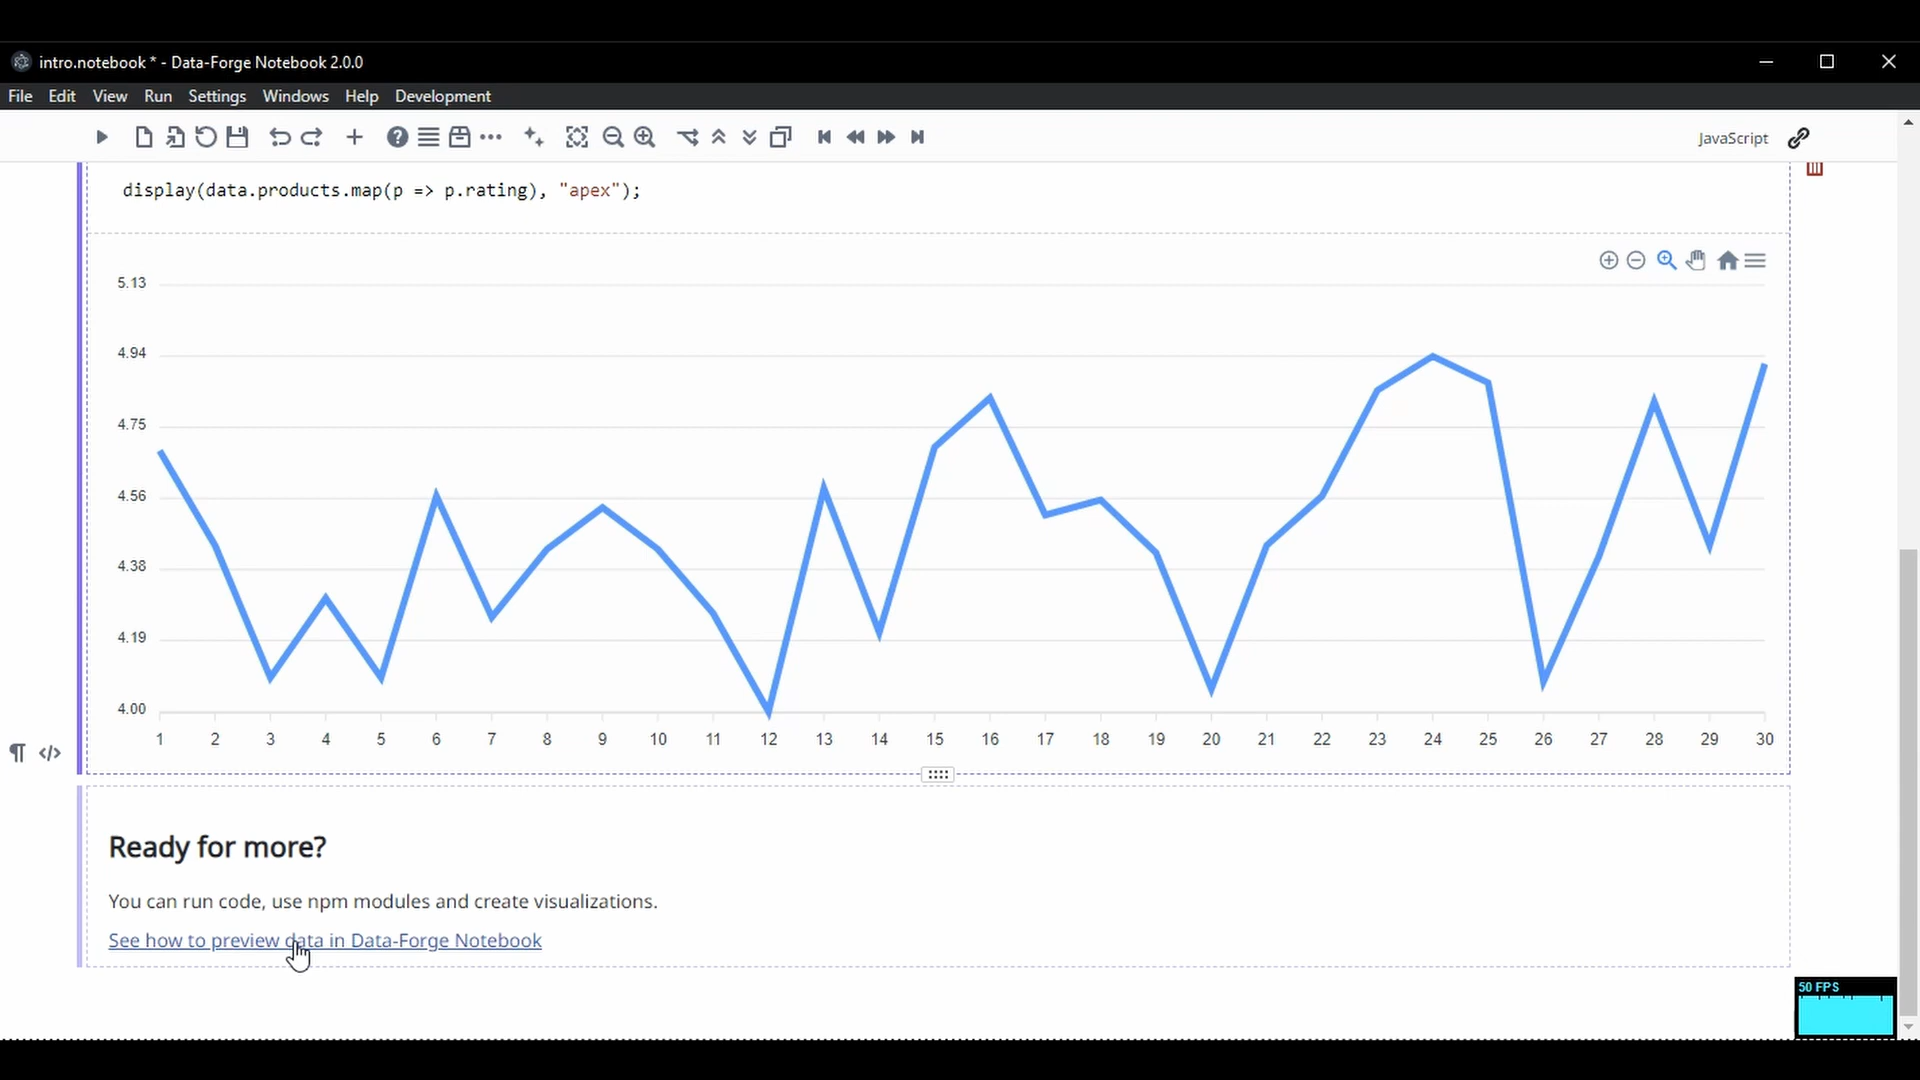 intro.notebook * - Data-Forge Notebook 2.0.0
File Edit View Run Settings Windows Help Development
JavaScript
display(data.products.map(p => p.rating), "apex");
5.13
4.94
4.75
4.56
4.38
4.19
4.00
1 2 3 4 5 6 7 8 9 10 11 12 13 14 15 16 17 18 19 20 21 22 23 24 25 26 27 28 29 30
Ready for more?
You can run code, use npm modules and create visualizations.
See how to preview data in Data-Forge Notebook
50 FPS